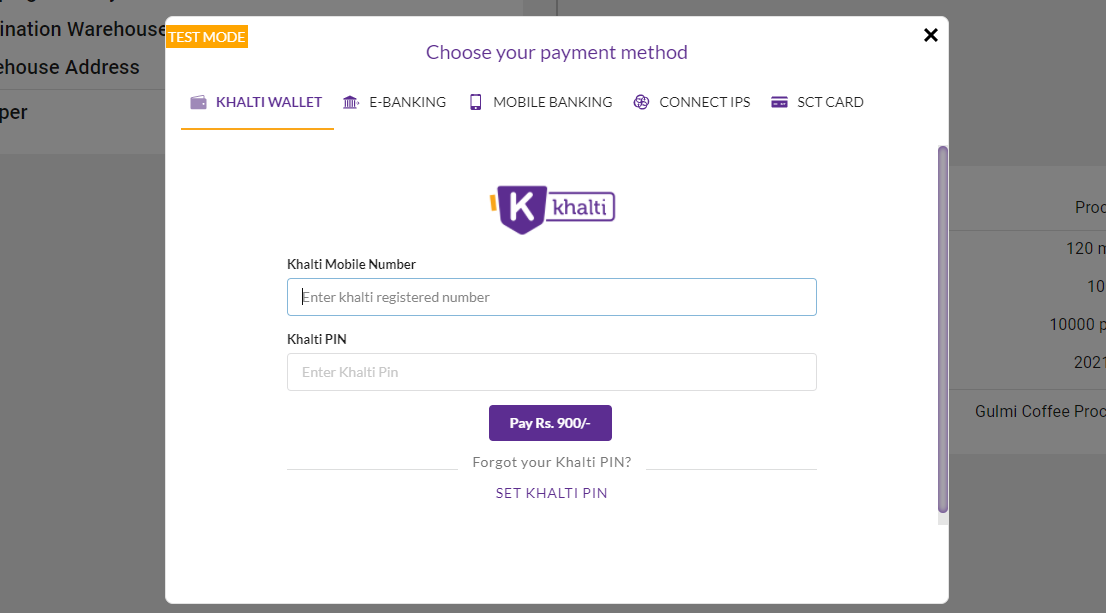 ination Warehouse
ehouse Address
per
TEST MODE
Choose your payment method
KHALTI WALLET E-BANKING MOBILE BANKING CONNECT IPS SCT CARD
K khalti
Khalti Mobile Number
Enter khalti registered number
Khalti PIN
Enter Khalti Pin
Pay Rs. 900/-
Forgot your Khalti PIN?
SET KHALTI PIN
Proc
120 m
10
10000 p
2021
Gulmi Coffee Proc